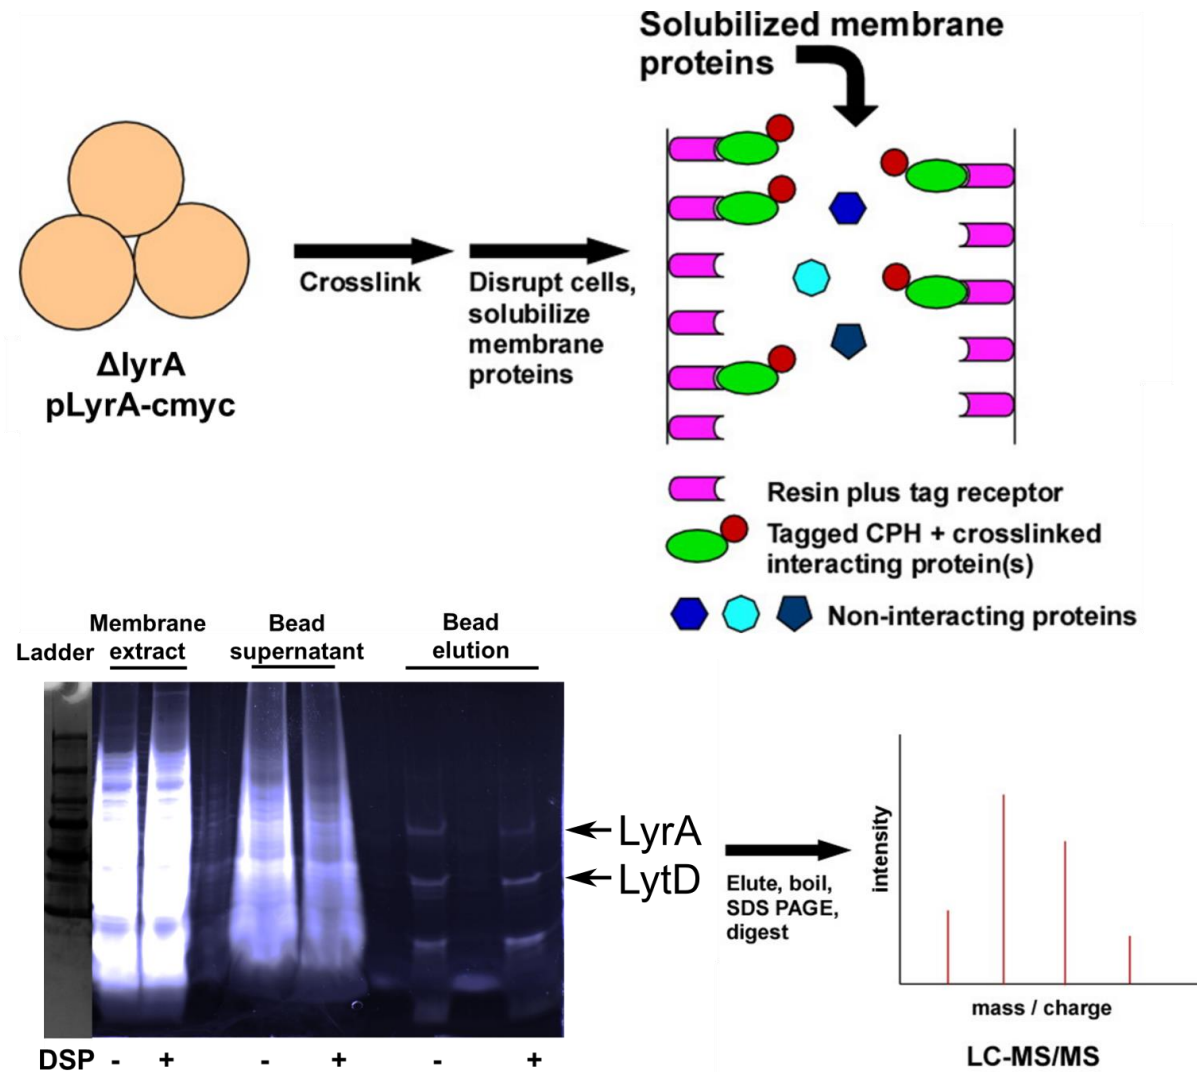 Solubilized membrane
proteins
Crosslink
Disrupt cells,
solubilize
membrane
proteins
ΔlyrA
pLyrA-cmyc
Resin plus tag receptor
Tagged CPH + crosslinked
interacting protein(s)
Non-interacting proteins
Ladder
Membrane
extract
Bead
supernatant
Bead
elution
LyrA
LytD
DSP - + - + - +
Elute, boil,
SDS PAGE,
digest
intensity
mass / charge
LC-MS/MS